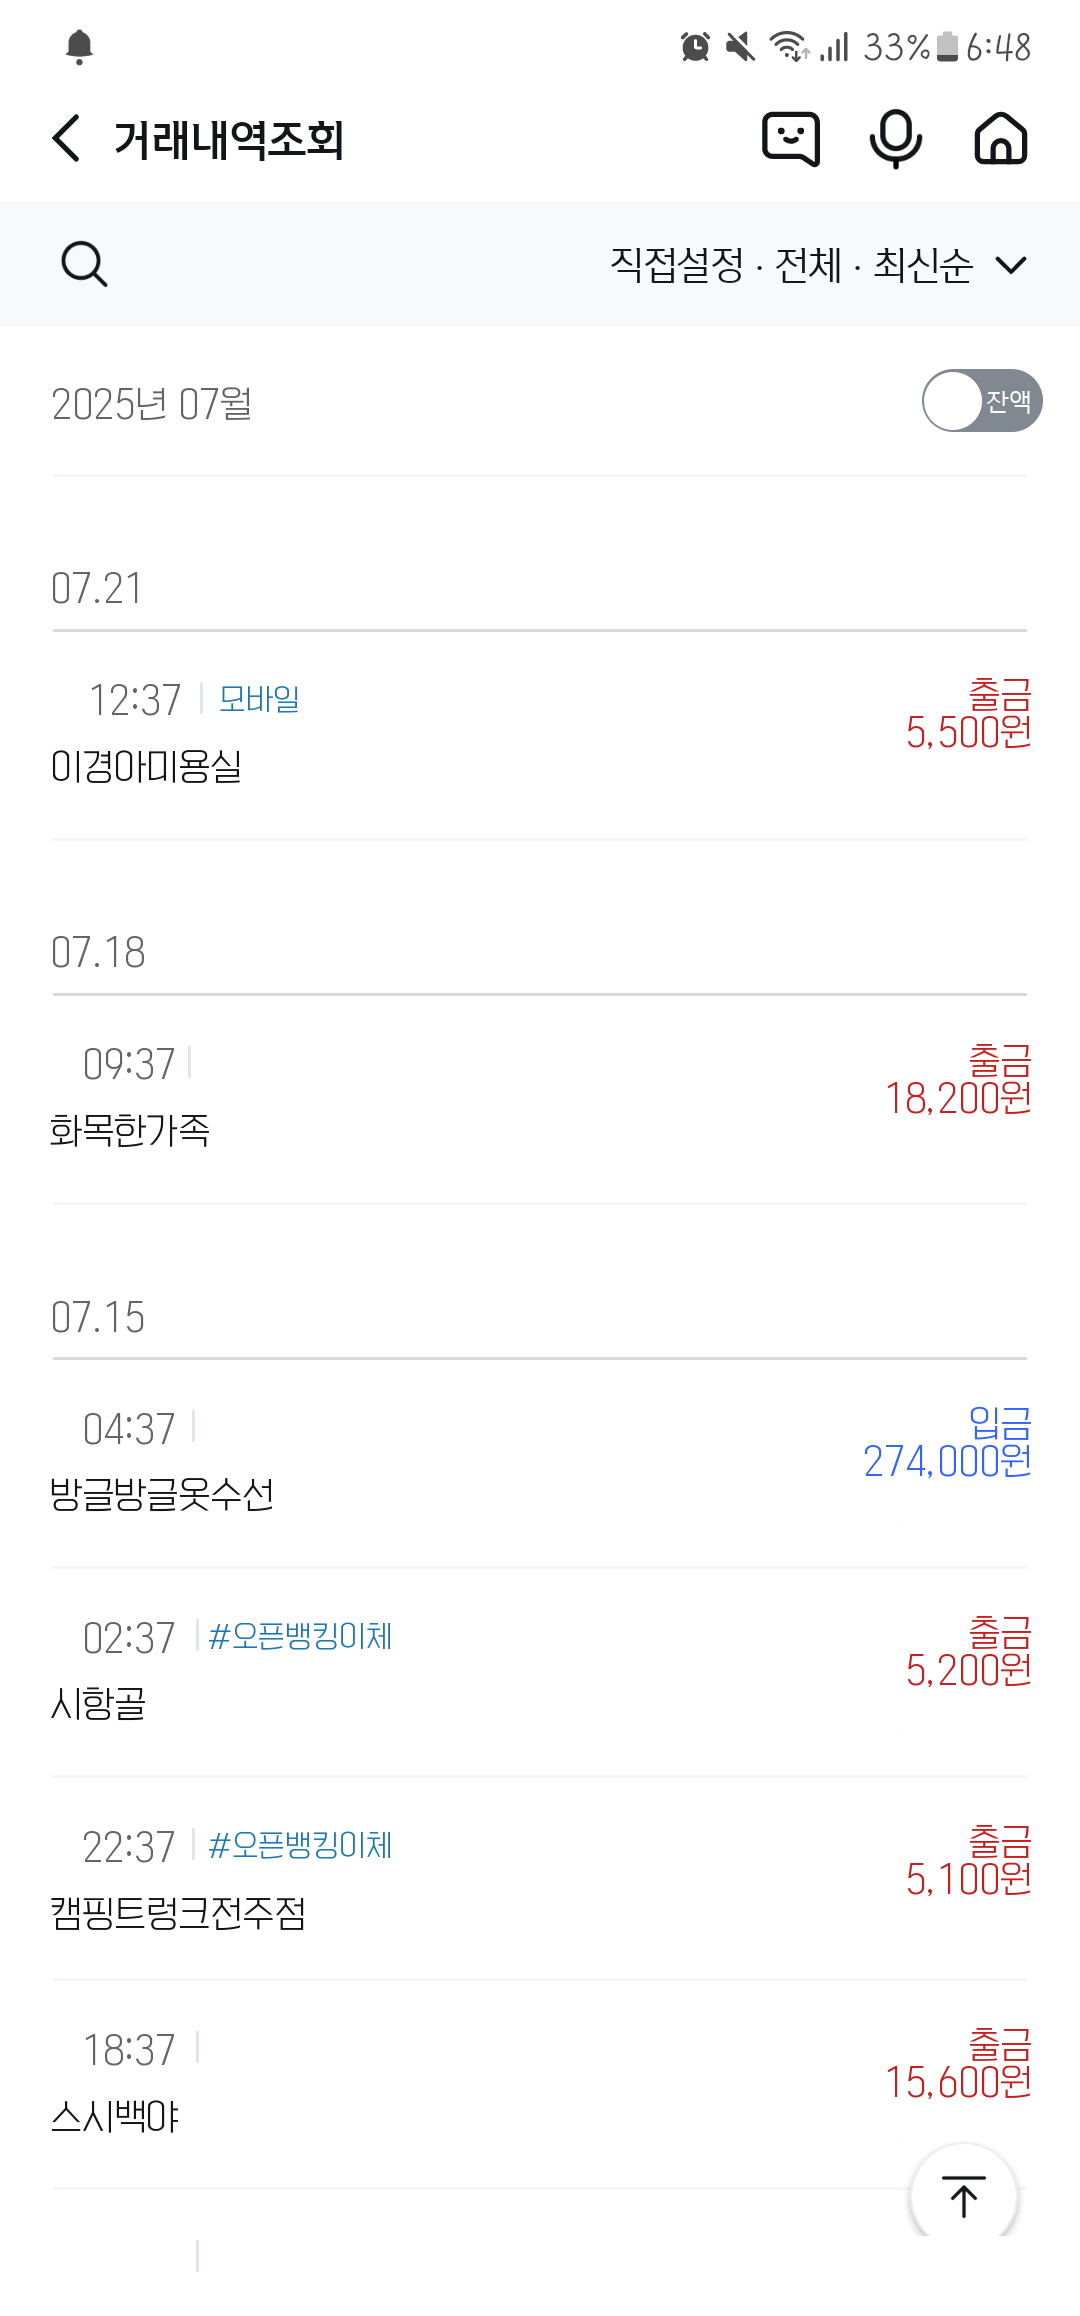 33% 6:48
거래내역조회
직접설정 · 전체 · 최신순
2025년 07월
잔액
07.21
12:37 모바일
출금
5,500원
이경아미용실
07.18
09:37
출금
18,200원
화목한가족
07.15
04:37
입금
274,000원
방글방글옷수선
02:37 #오픈뱅킹이체
출금
5,200원
시항골
22:37 #오픈뱅킹이체
출금
5,100원
캠핑트렁크전주점
18:37
출금
15,600원
스시백야